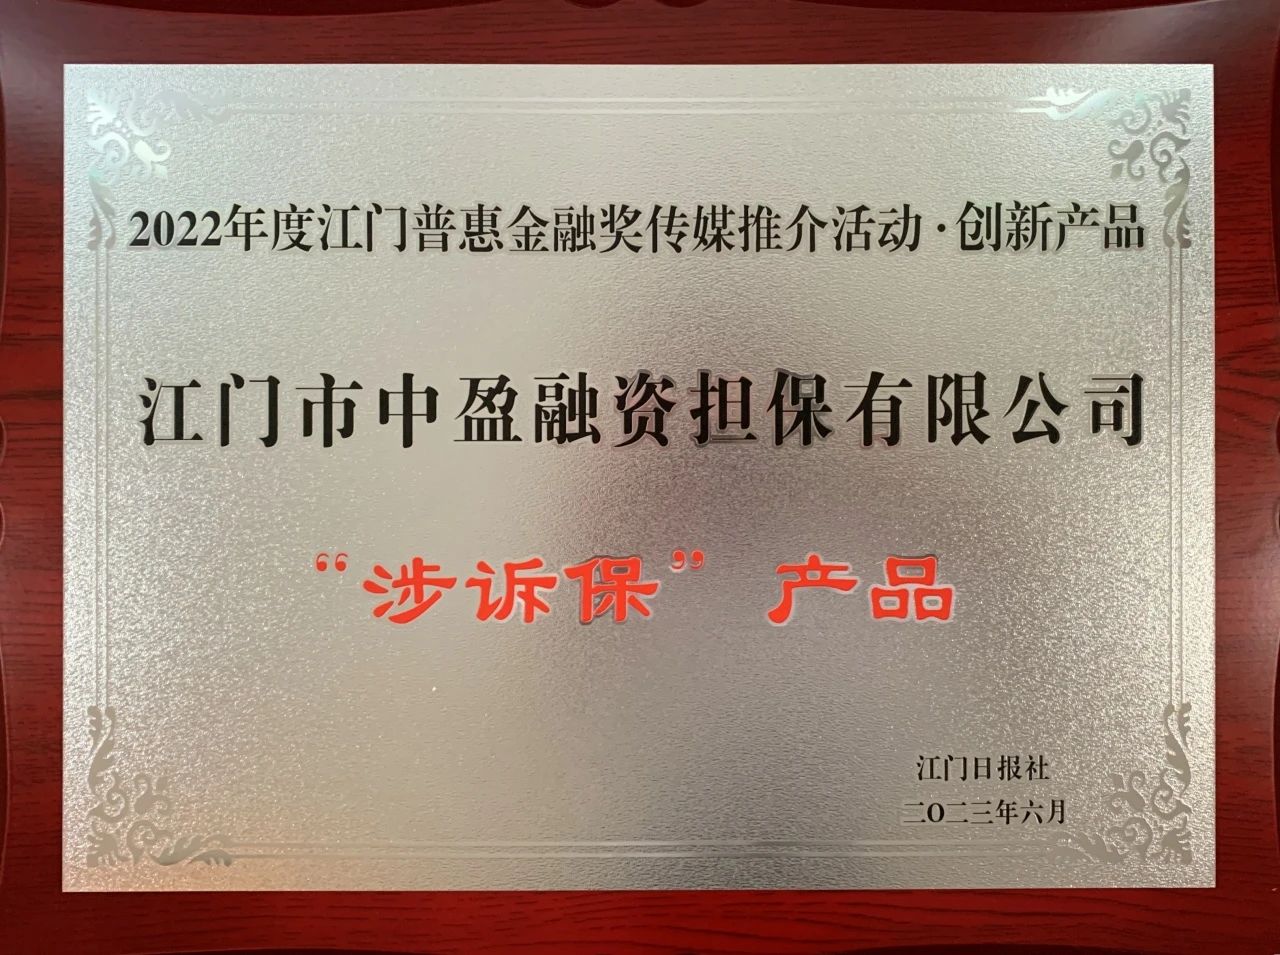 2022年度江门普惠金融奖传媒推介活动·创新产品
江门市中盈融资担保有限公司
“涉诉保”产品
江门日报社
二〇二三年六月